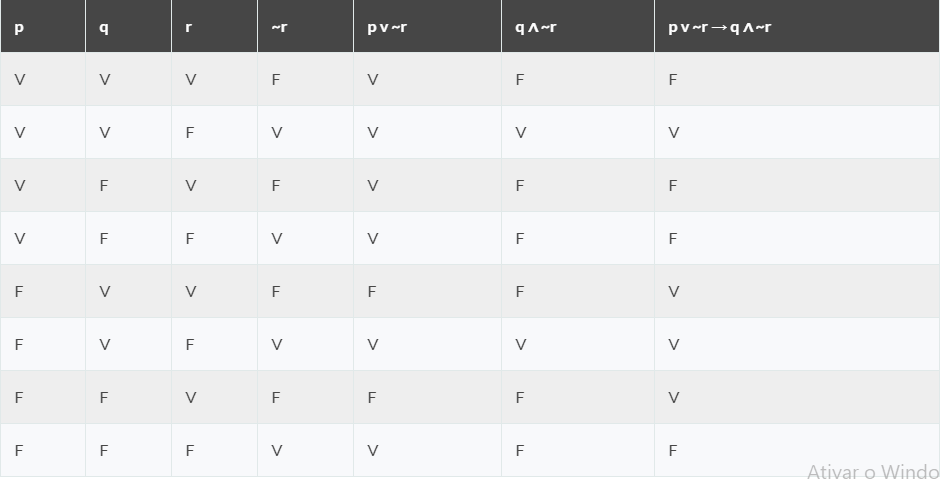 p q r ~r p v ~r q ∧ ~r p v ~r → q ∧ ~r
V V V F V F F
V V F V V V V
V F V F V F F
V F F V V F F
F V V F F F V
F V F V V V V
F F V F F F V
F F F V V F F
Ativar o Windo